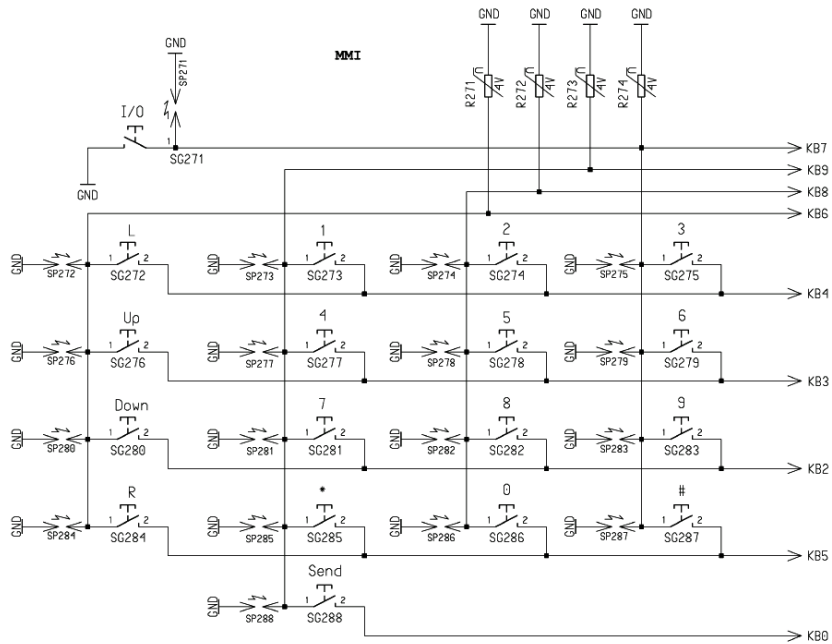 GND GND GND GND
GND MMI
SP271
R271 4V R272 4V R273 4V R274 4V
I/O
1
SG271 KB7
KB9
GND KB8
KB6
L 1 2 3
GND SP272 1 2 SG272 GND SP273 1 2 SG273 GND SP274 1 2 SG274 GND SP275 1 2 SG275
KB4
Up 4 5 6
GND SP276 1 2 SG276 GND SP277 1 2 SG277 GND SP278 1 2 SG278 GND SP279 1 2 SG279
KB3
Down 7 8 9
GND SP280 1 2 SG280 GND SP281 1 2 SG281 GND SP282 1 2 SG282 GND SP283 1 2 SG283
KB2
R * 0 #
GND SP284 1 2 SG284 GND SP285 1 2 SG285 GND SP286 1 2 SG286 GND SP287 1 2 SG287
KB5
Send
GND SP288 1 2 SG288
KB0